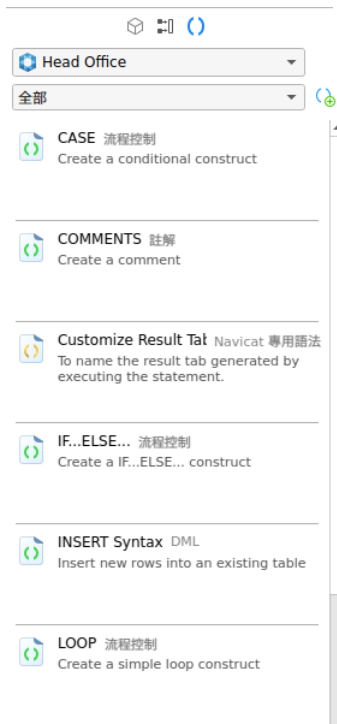 Head Office
全部
CASE 流程控制
Create a conditional construct
COMMENTS 註解
Create a comment
Customize Result Tab Navicat 專用語法
To name the result tab generated by
executing the statement.
IF...ELSE... 流程控制
Create a IF...ELSE... construct
INSERT Syntax DML
Insert new rows into an existing table
LOOP 流程控制
Create a simple loop construct